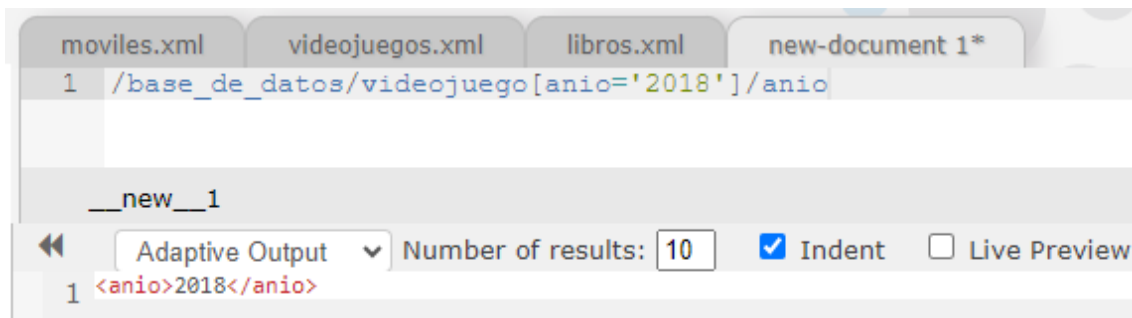 moviles.xml videojuegos.xml libros.xml new-document 1*
1 /base_de_datos/videojuego[anio='2018']/anio
__new__1
Adaptive Output Number of results: 10 Indent Live Preview
1 <anio>2018</anio>